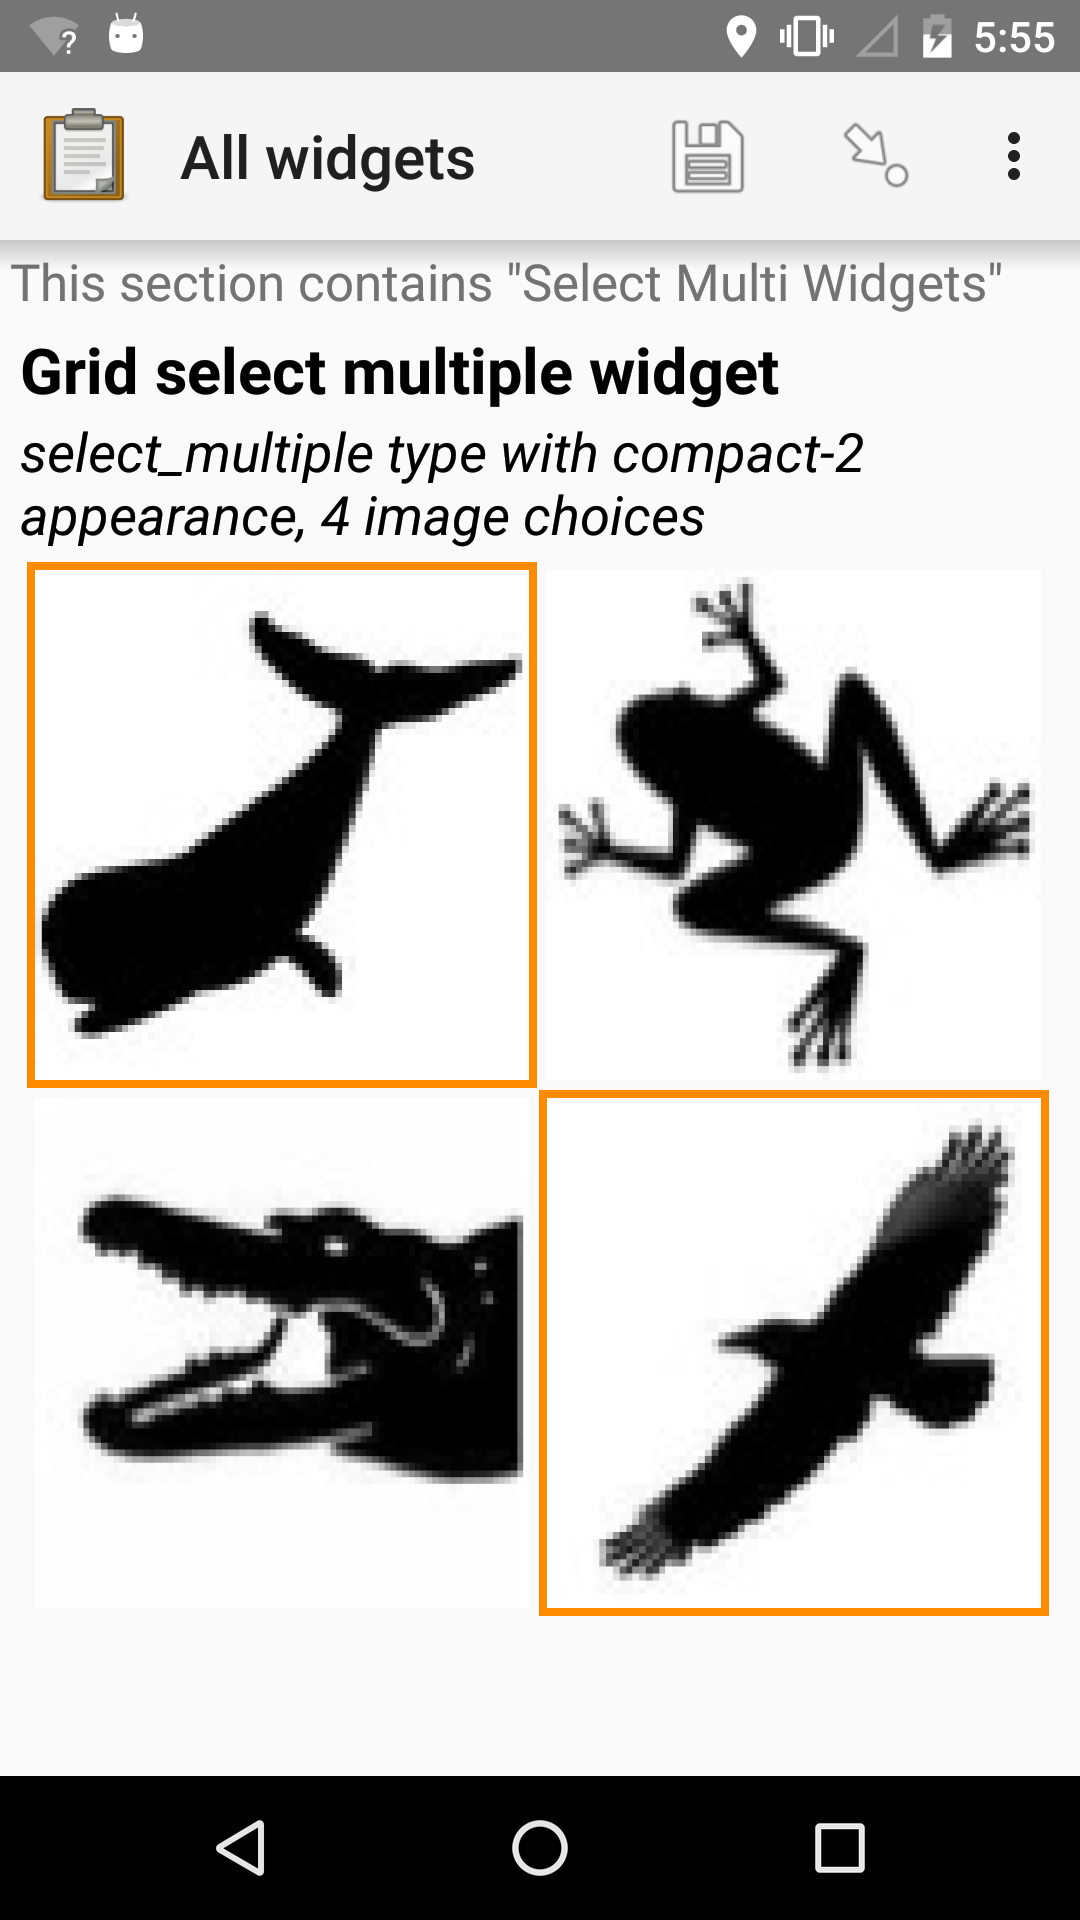 5:55
All widgets
This section contains "Select Multi Widgets"
Grid select multiple widget
select_multiple type with compact-2
appearance, 4 image choices